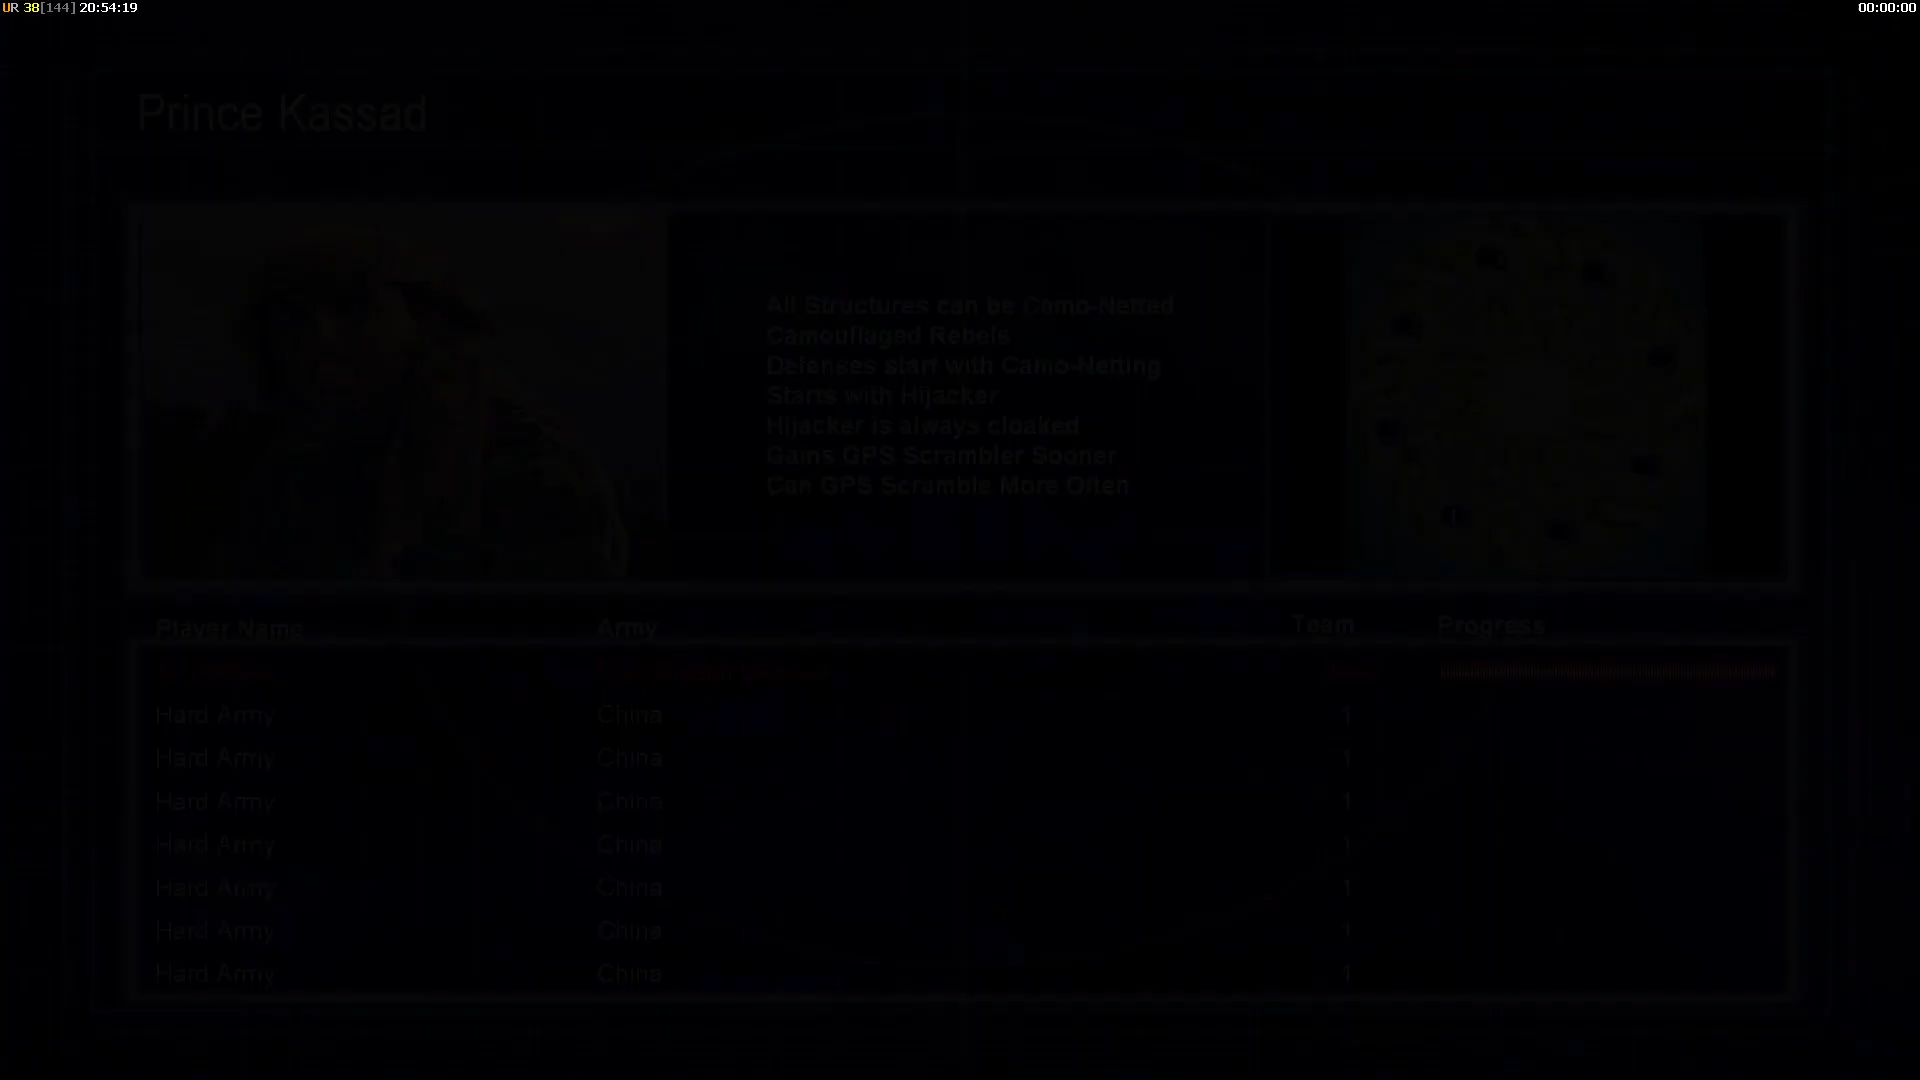 UR 38[144] 20:54:19
00:00:00
Prince Kassad
All Structures can be Camo-Netted
Camouflaged Rebels
Defenses start with Camo-Netting
Starts with Hijacker
Hijacker is always cloaked
Gains GPS Scrambler Sooner
Can GPS Scramble More Often
Player Name Army Team Progress
Hard Army China 1
Hard Army China 1
Hard Army China 1
Hard Army China 1
Hard Army China 1
Hard Army China 1
Hard Army China 1